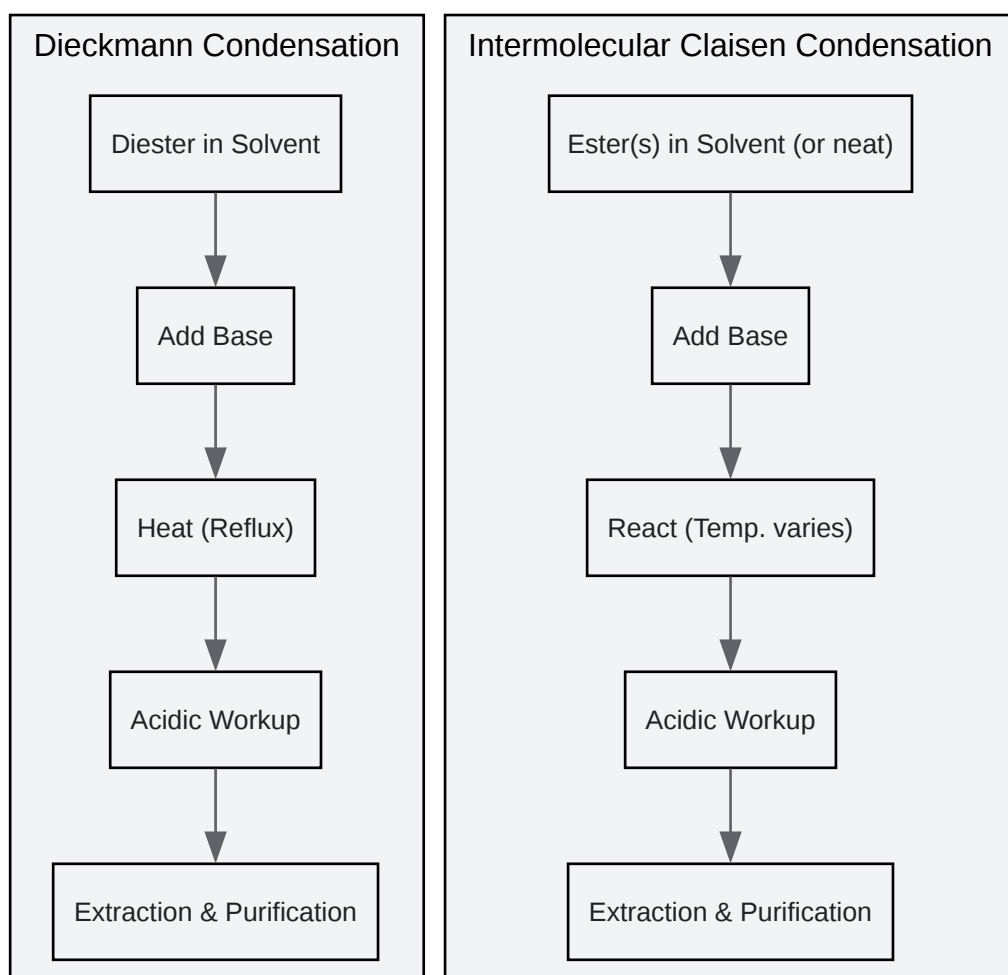 Dieckmann Condensation
Diester in Solvent
Add Base
Heat (Reflux)
Acidic Workup
Extraction & Purification
Intermolecular Claisen Condensation
Ester(s) in Solvent (or neat)
Add Base
React (Temp. varies)
Acidic Workup
Extraction & Purification